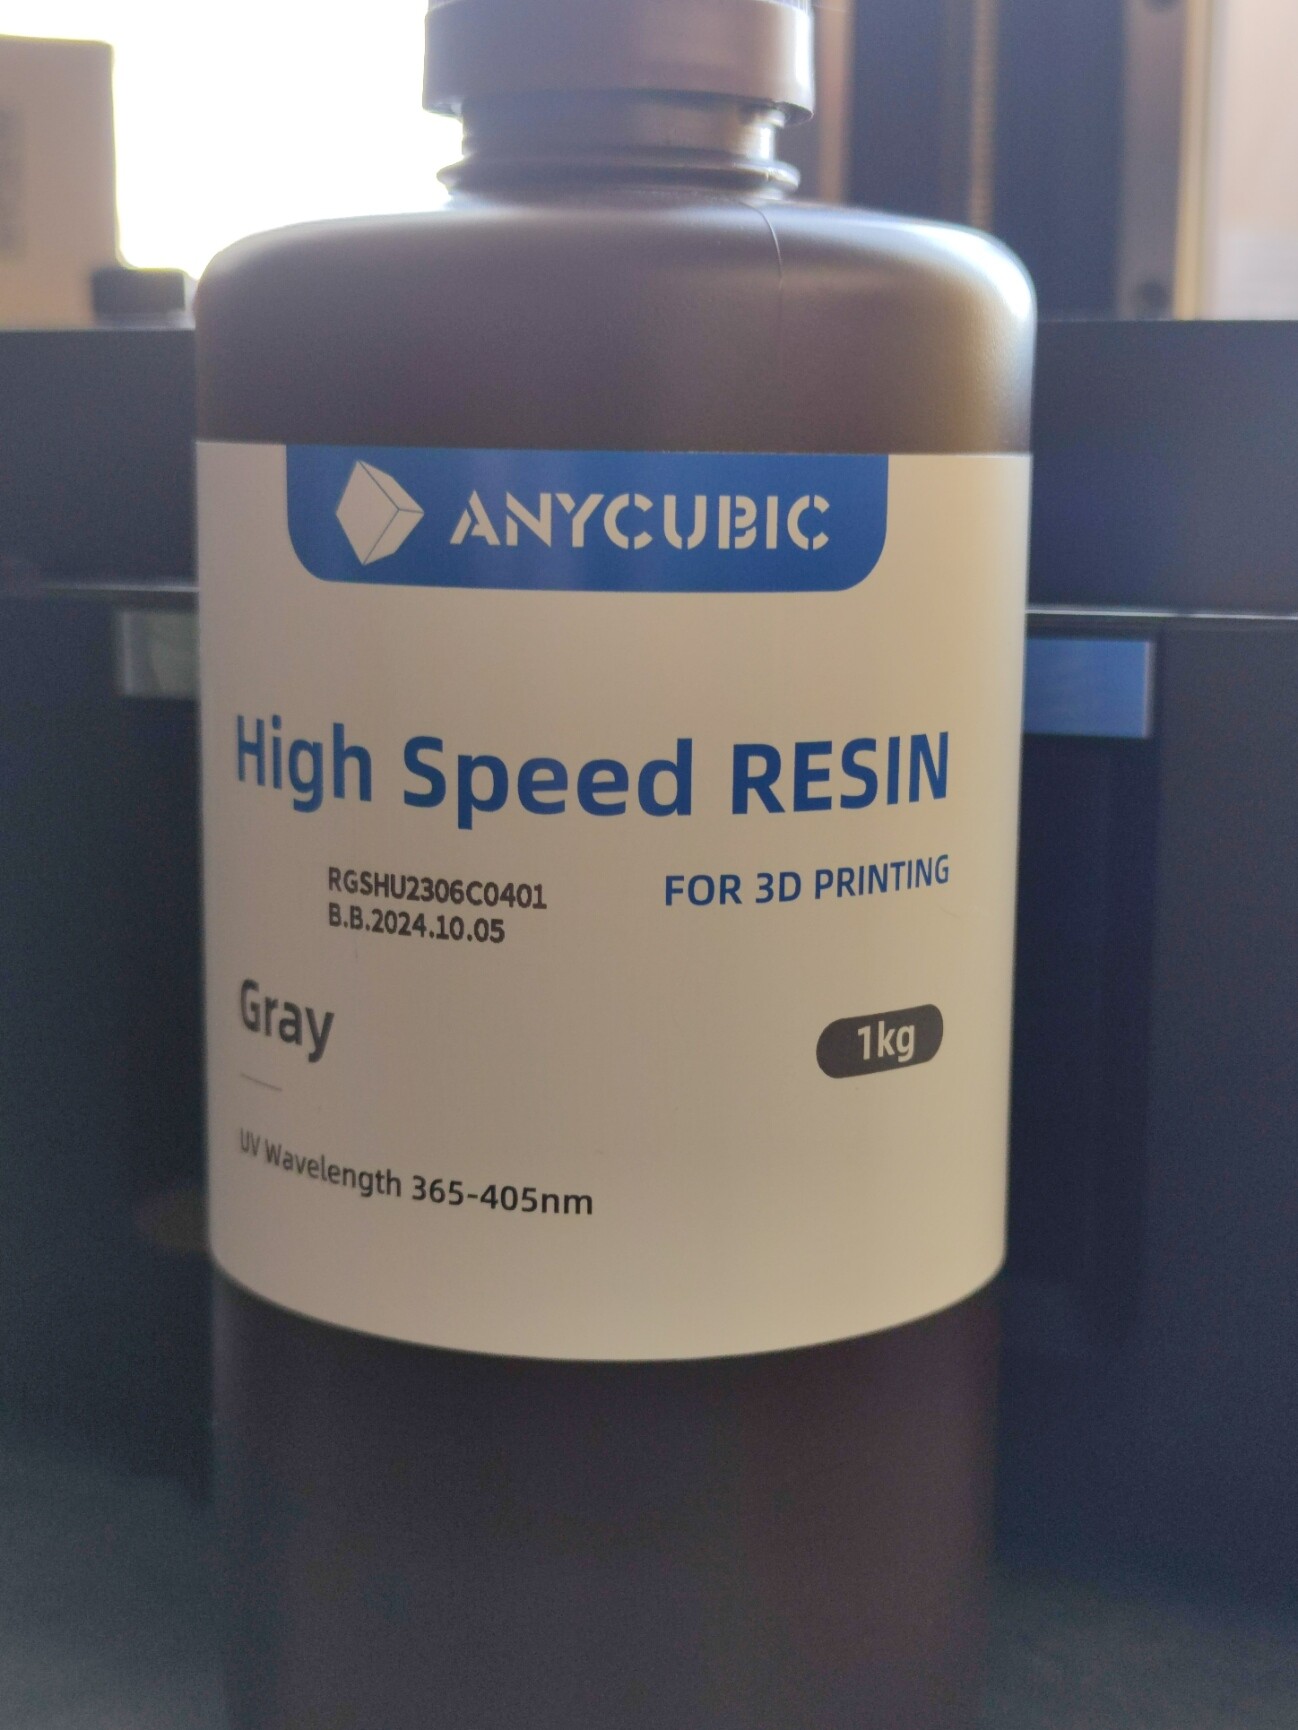 ANYCUBIC
High Speed RESIN
FOR 3D PRINTING
RGSHU2306C0401
B.B.2024.10.05
Gray
1kg
UV Wavelength 365-405nm